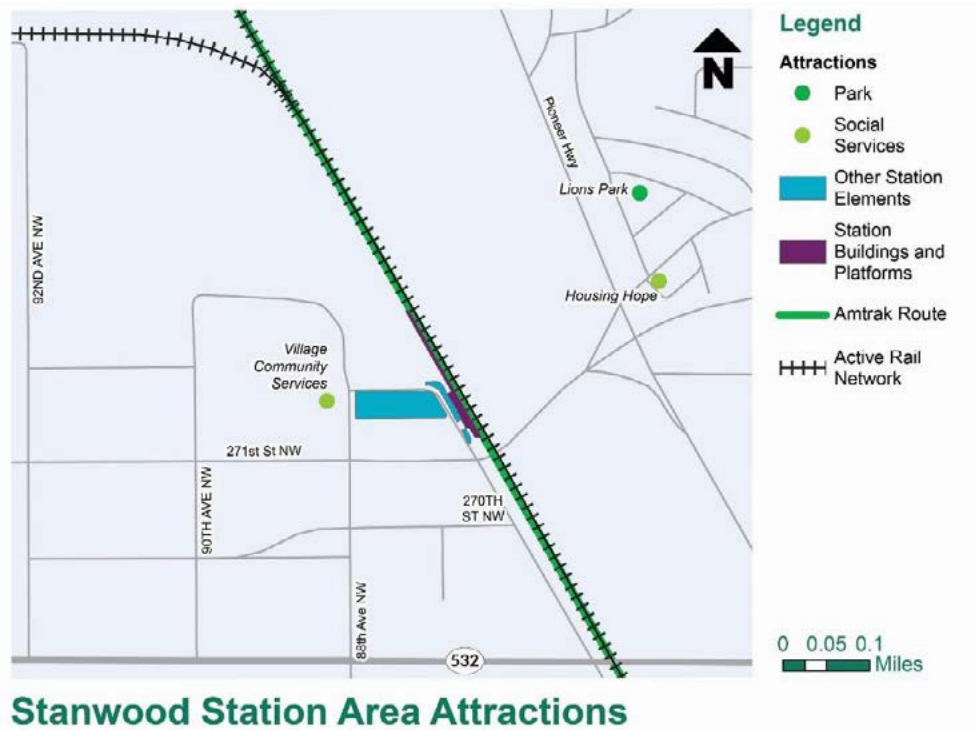 Pioneer Hwy
Lions Park
92ND AVE NW
Housing Hope
Village
Community
Services
271st St NW
90TH AVE NW
270TH
ST NW
88th Ave NW
532
N
Legend
Attractions
Park
Social
Services
Other Station
Elements
Station
Buildings and
Platforms
Amtrak Route
Active Rail
Network
0 0.05 0.1
Miles
Stanwood Station Area Attractions